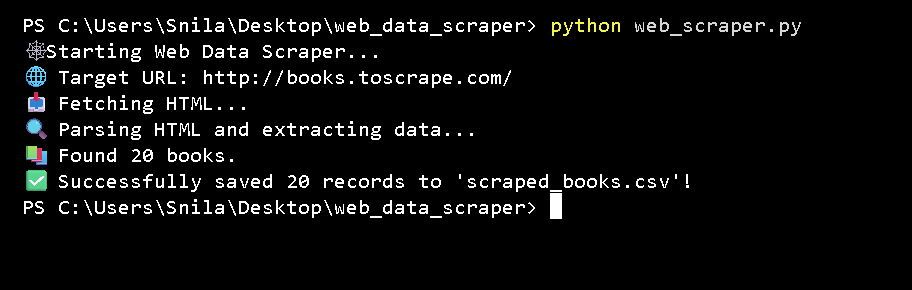 PS C:\Users\Snila\Desktop\web_data_scraper> python web_scraper.py
🕸Starting Web Data Scraper...
🌐 Target URL: http://books.toscrape.com/
📥 Fetching HTML...
🔍 Parsing HTML and extracting data...
📚 Found 20 books.
✅ Successfully saved 20 records to 'scraped_books.csv'!
PS C:\Users\Snila\Desktop\web_data_scraper>